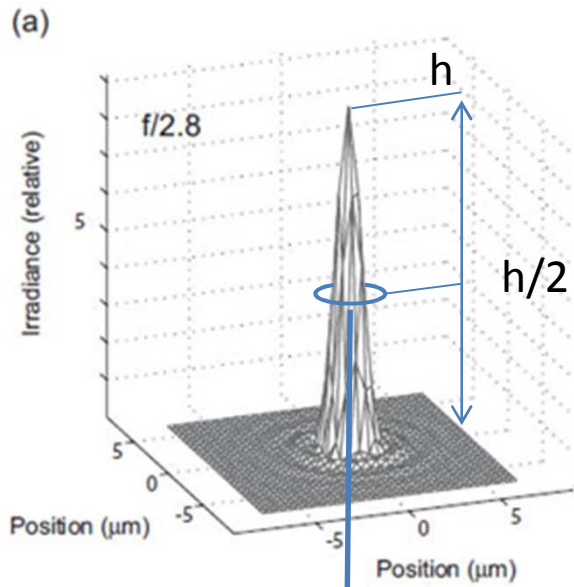 (a)
h
f/2.8
Irradiance (relative)
5
h/2
5
0
-5
Position (μm)
-5
0
5
Position (μm)